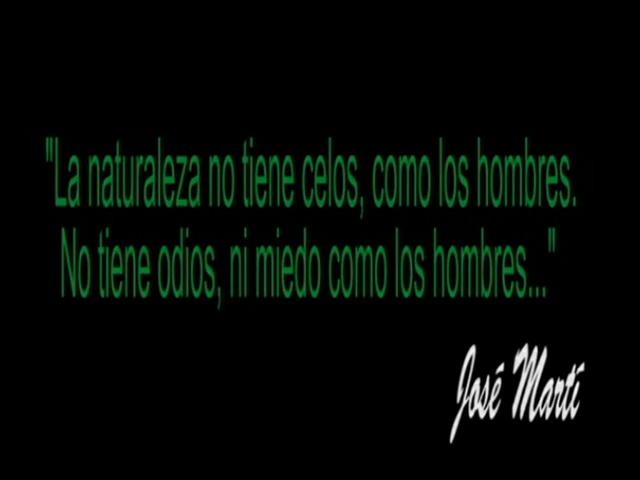 "La naturaleza no tiene celos, como los hombres.
No tiene odios, ni miedo como los hombres..."
José Martí